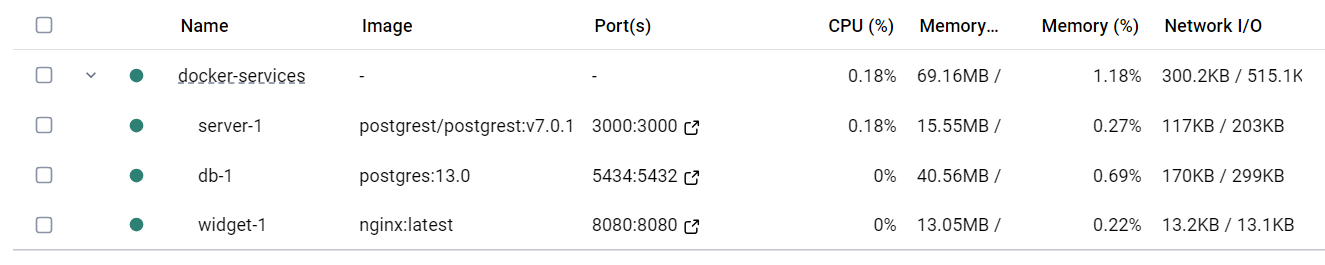 Name Image Port(s) CPU (%) Memory... Memory (%) Network I/O
docker-services - - 0.18% 69.16MB / 1.18% 300.2KB / 515.1K
server-1 postgrest/postgrest:v7.0.1 3000:3000 0.18% 15.55MB / 0.27% 117KB / 203KB
db-1 postgres:13.0 5434:5432 0% 40.56MB / 0.69% 170KB / 299KB
widget-1 nginx:latest 8080:8080 0% 13.05MB / 0.22% 13.2KB / 13.1KB